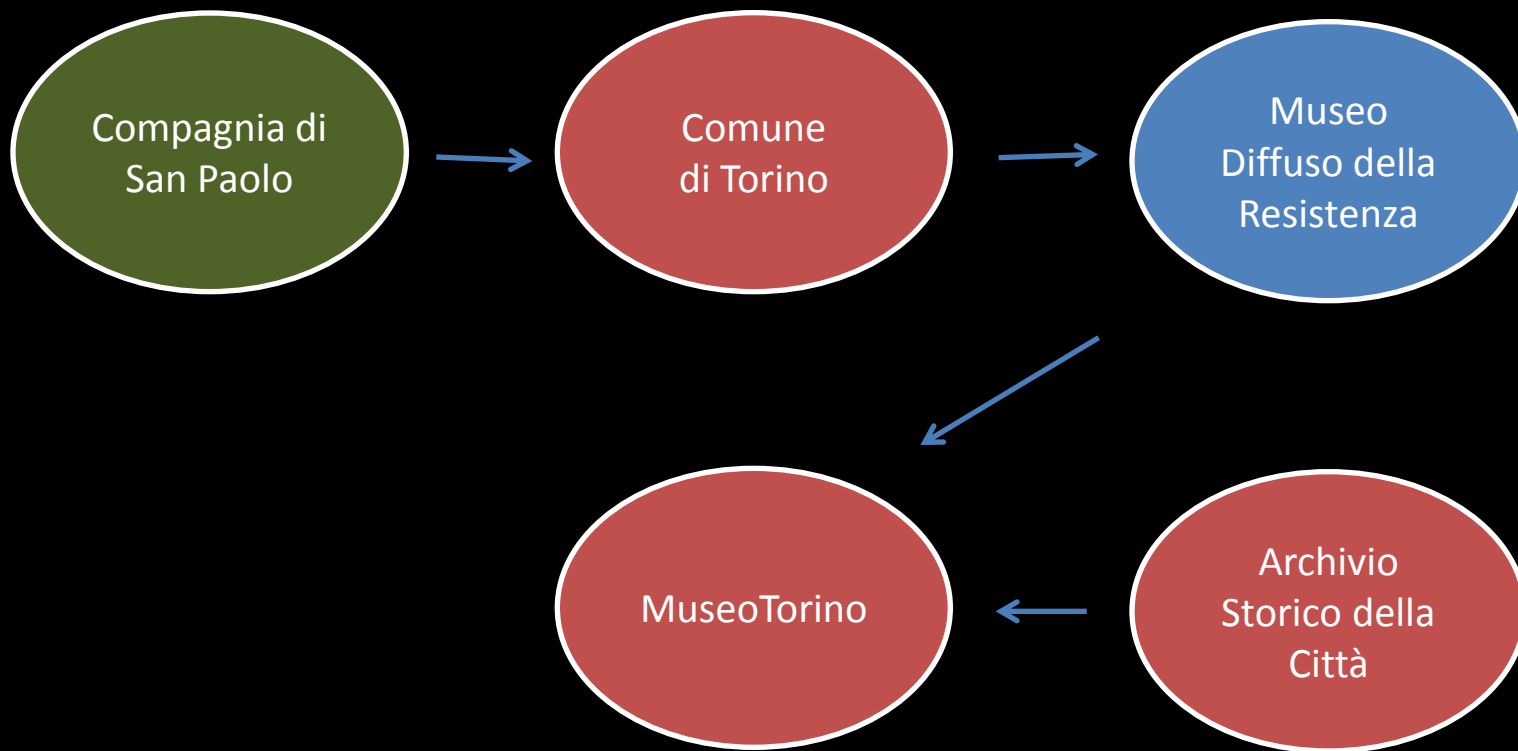 Compagnia di
San Paolo
Comune
di Torino
Museo
Diffuso della
Resistenza
MuseoTorino
Archivio
Storico della
Città